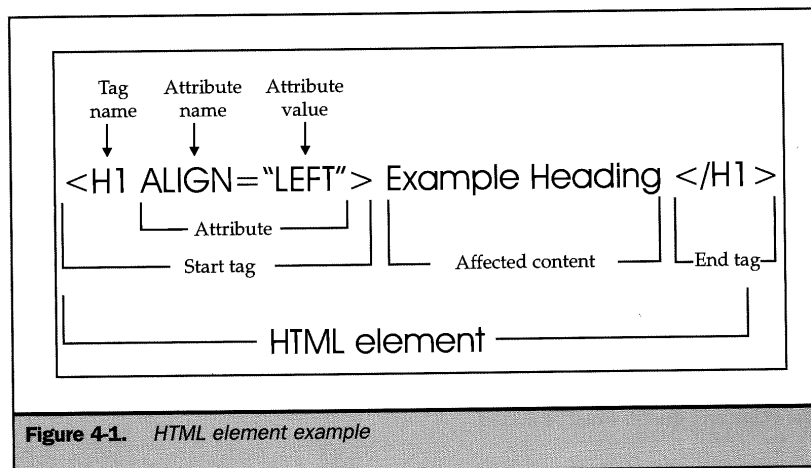 Tag name
Attribute name
Attribute value
<H1 ALIGN=“LEFT”> Example Heading </H1>
Attribute
Start tag
Affected content
End tag
HTML element
Figure 4-1. HTML element example